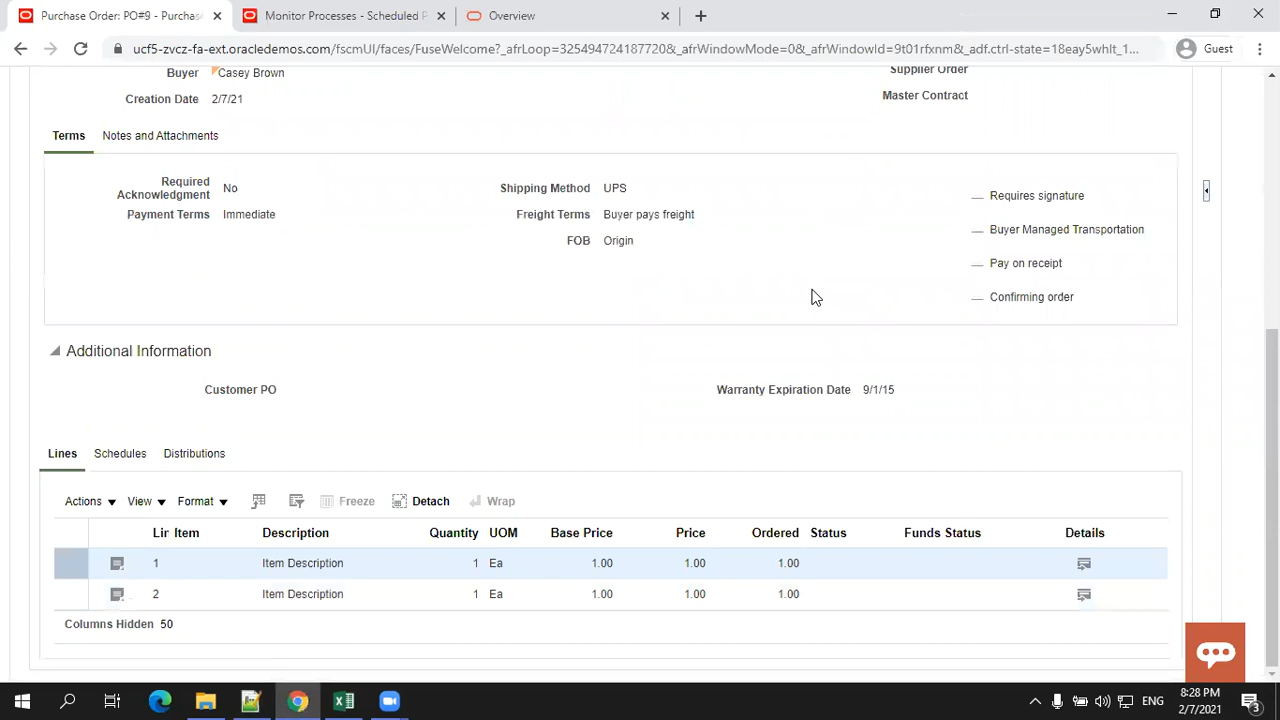 Purchase Order: PO#9 - Purchas
Monitor Processes - Scheduled P
Overview
ucf5-zvcz-fa-ext.oracledemos.com/fscmUI/faces/FuseWelcome?_afrLoop=325494724187720&_afrWindowMode=0&_afrWindowId=9t01rfxnm&_adf.ctrl-state=18eay5whlt_1...
Guest
Buyer Casey Brown
Supplier Order
Creation Date 2/7/21
Master Contract
Terms Notes and Attachments
Required Acknowledgment No
Shipping Method UPS
Requires signature
Payment Terms Immediate
Freight Terms Buyer pays freight
Buyer Managed Transportation
FOB Origin
Pay on receipt
Confirming order
Additional Information
Customer PO
Warranty Expiration Date 9/1/15
Lines Schedules Distributions
Actions View Format Freeze Detach Wrap
Lir Item Description Quantity UOM Base Price Price Ordered Status Funds Status Details
1 Item Description 1 Ea 1.00 1.00 1.00
2 Item Description 1 Ea 1.00 1.00 1.00
Columns Hidden 50
ENG
8:28 PM
2/7/2021
3